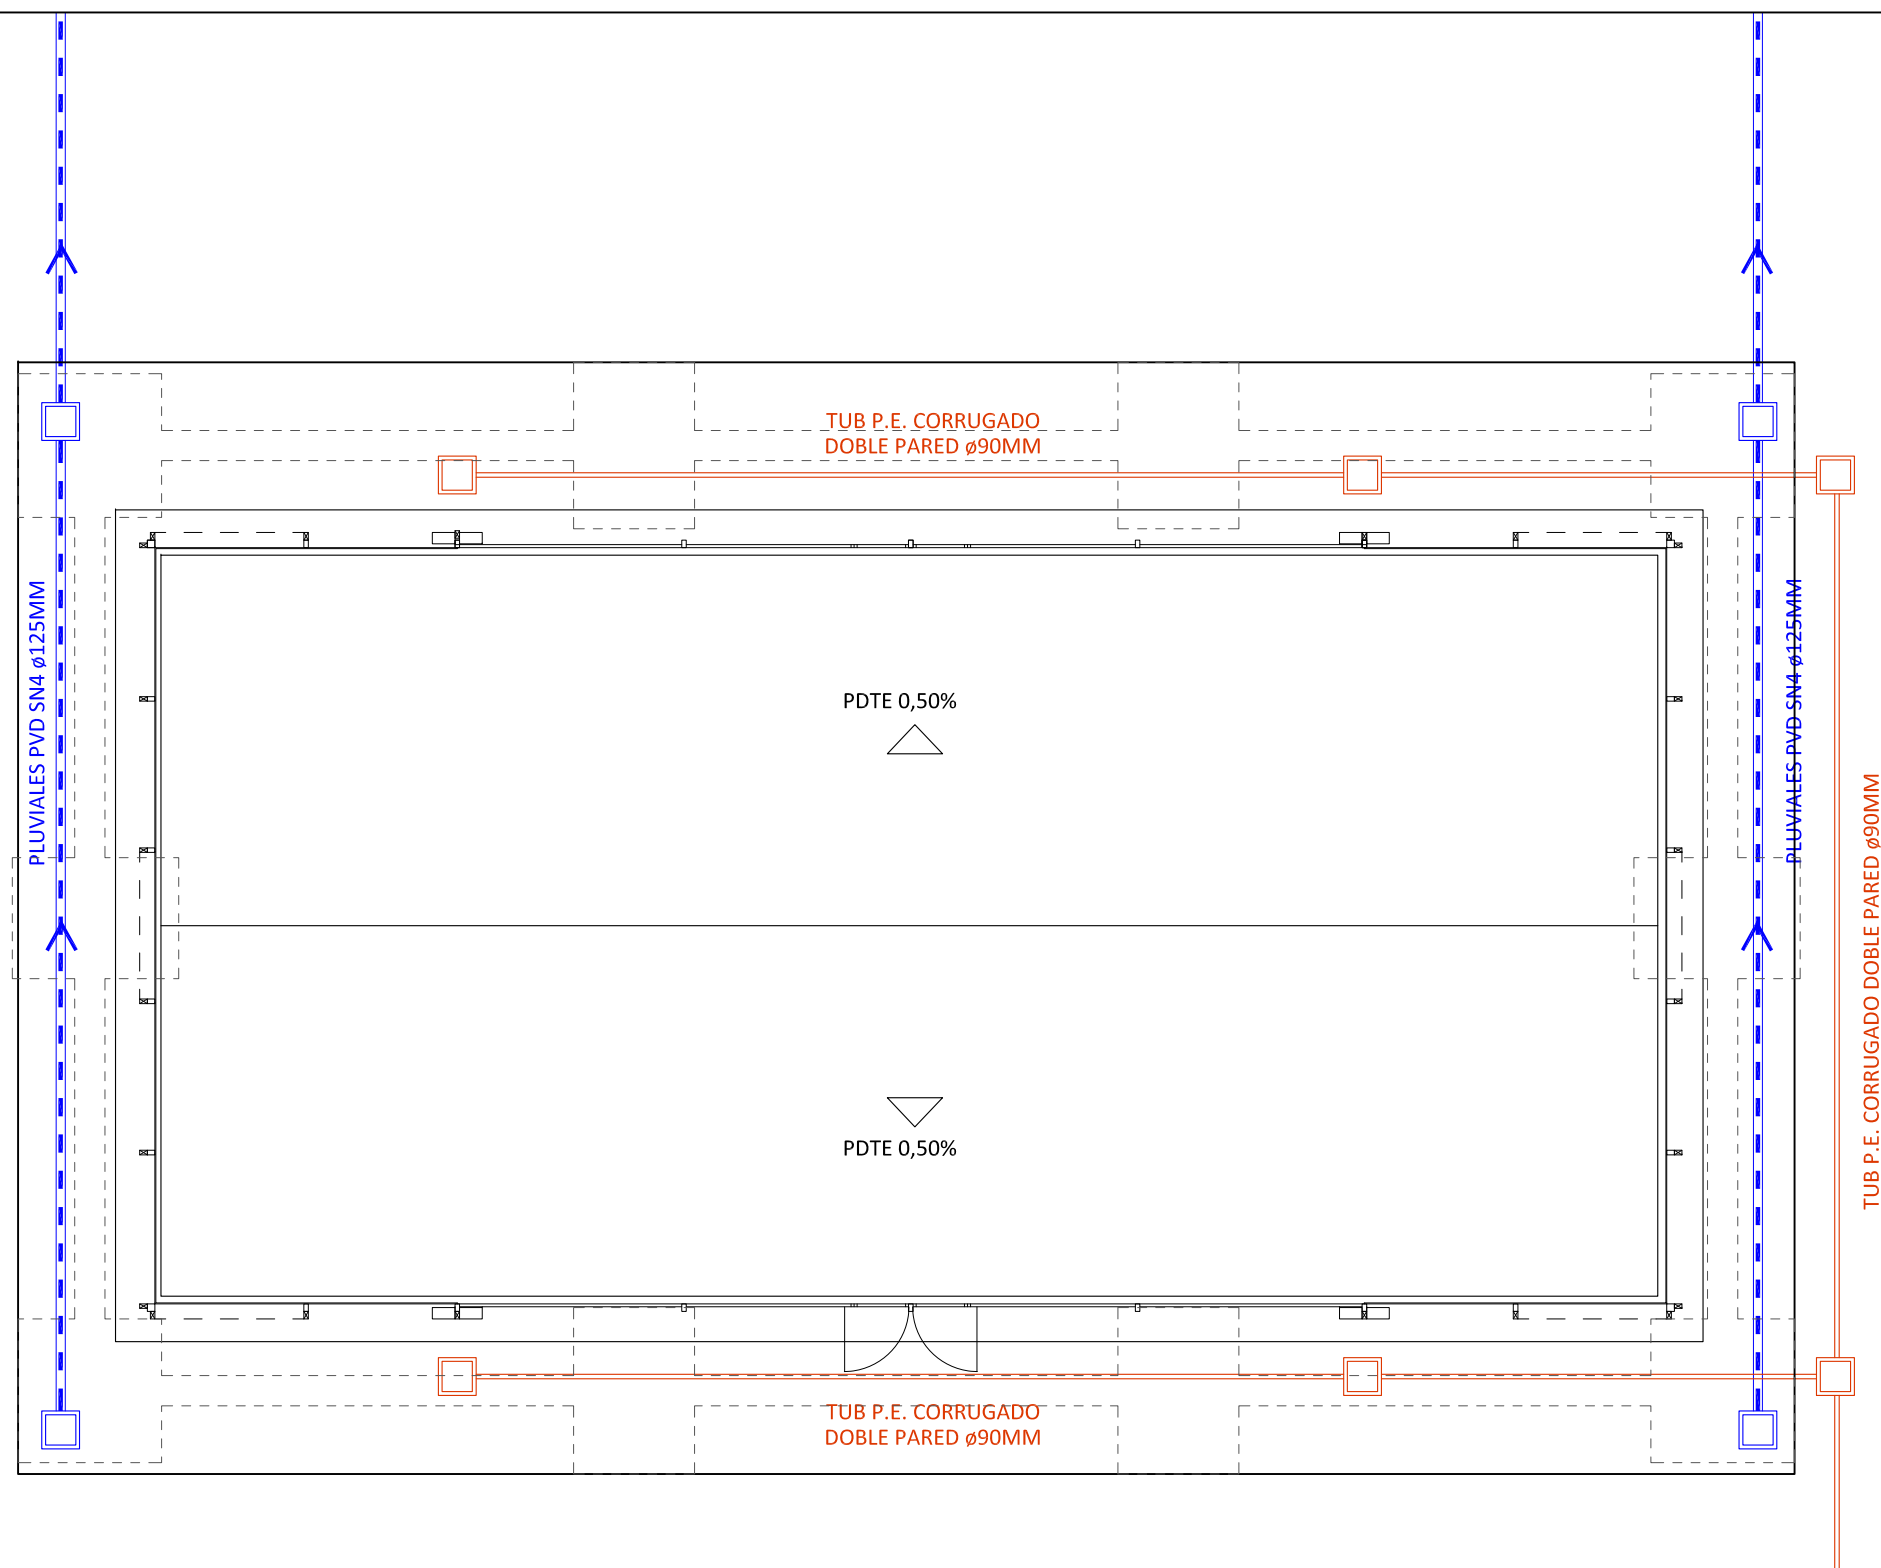 TUB P.E. CORRUGADO
DOBLE PARED ø90MM
PLUVIALES PVD SN4 ø125MM
PLUVIALES PVD SN4 ø125MM
PDTE 0,50%
TUB P.E. CORRUGADO DOBLE PARED ø90MM
PDTE 0,50%
TUB P.E. CORRUGADO
DOBLE PARED ø90MM